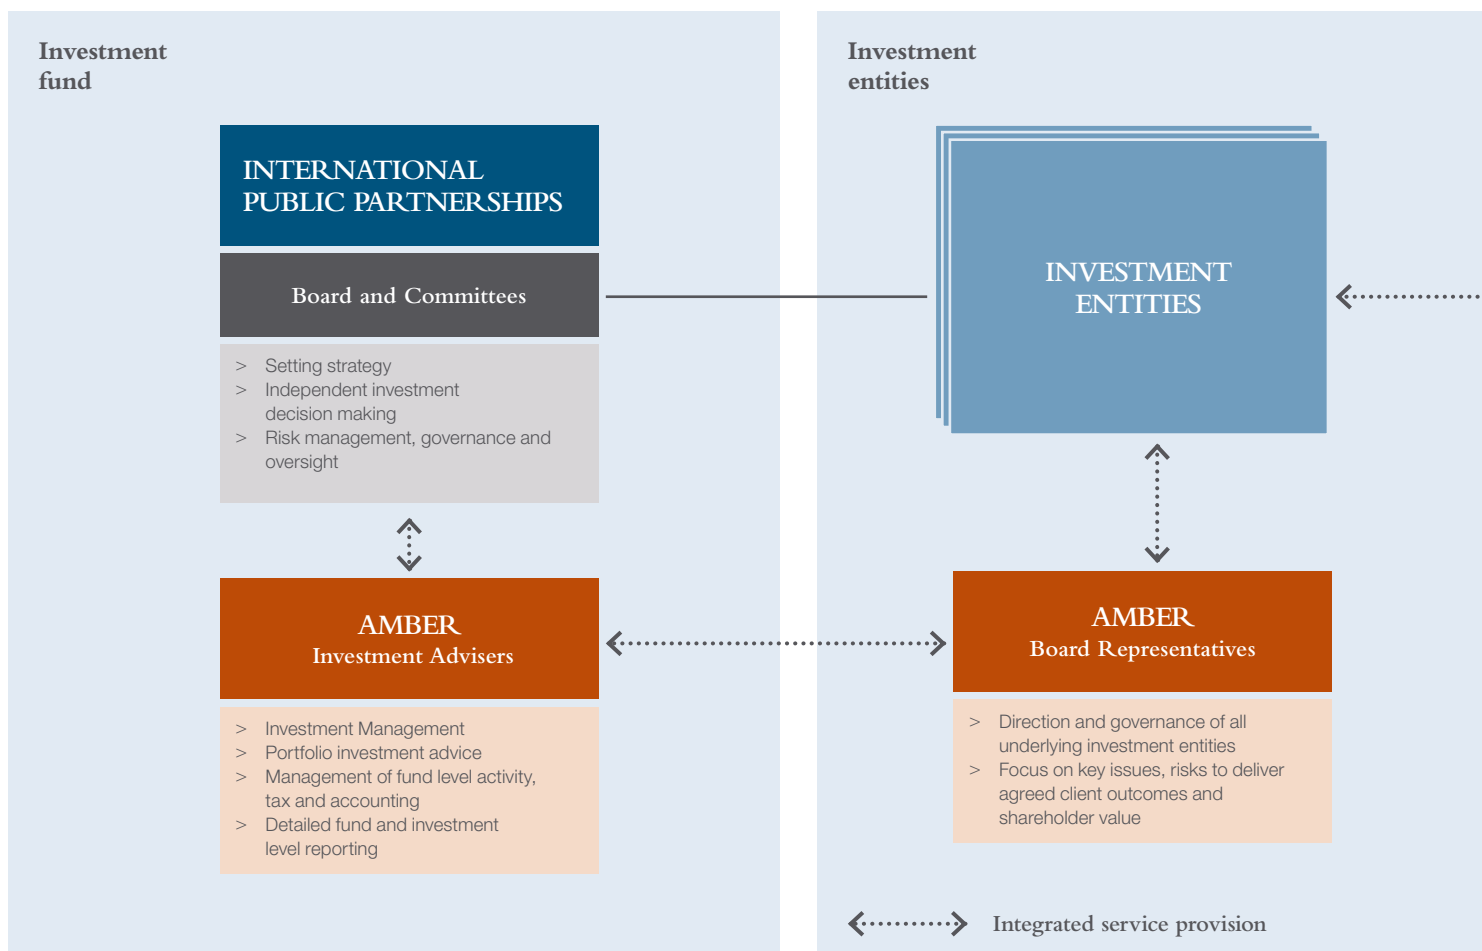 Investment
fund
INTERNATIONAL
PUBLIC PARTNERSHIPS
Board and Committees
> Setting strategy
> Independent investment
decision making
> Risk management, governance and
oversight
AMBER
Investment Advisers
> Investment Management
> Portfolio investment advice
> Management of fund level activity,
tax and accounting
> Detailed fund and investment
level reporting
Investment
entities
INVESTMENT
ENTITIES
AMBER
Board Representatives
> Direction and governance of all
underlying investment entities
> Focus on key issues, risks to deliver
agreed client outcomes and
shareholder value
Integrated service provision